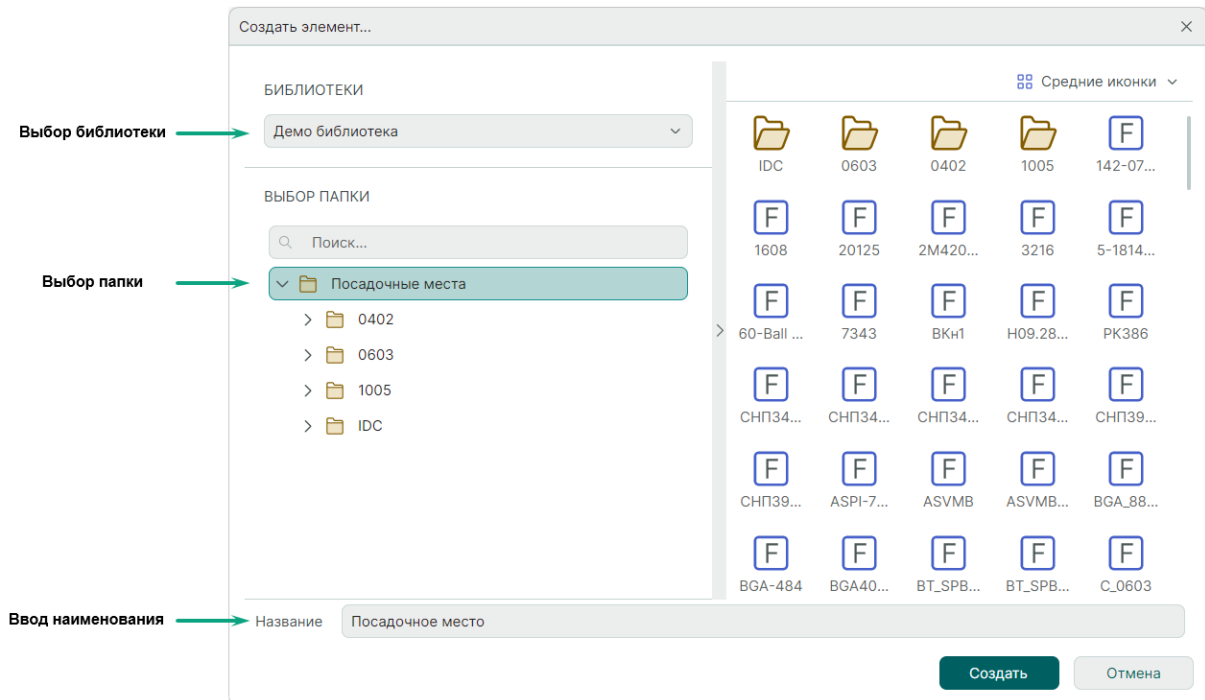 Создать элемент...
БИБЛИОТЕКИ
Средние иконки
Выбор библиотеки
Демо библиотека
IDC
0603
0402
1005
142-07...
ВЫБОР ПАПКИ
Поиск...
1608
20125
2М420...
3216
5-1814...
Выбор папки
Посадочные места
0402
0603
1005
IDC
60-Ball ...
7343
ВКн1
Н09.28...
РК386
СНП34...
СНП34...
СНП34...
СНП34...
СНП39...
СНП39...
ASPI-7...
ASVMB
ASVMB...
BGA_88...
BGA-484
BGA40...
BT_SPB...
BT_SPB...
C_0603
Ввод наименования
Название
Посадочное место
Создать
Отмена